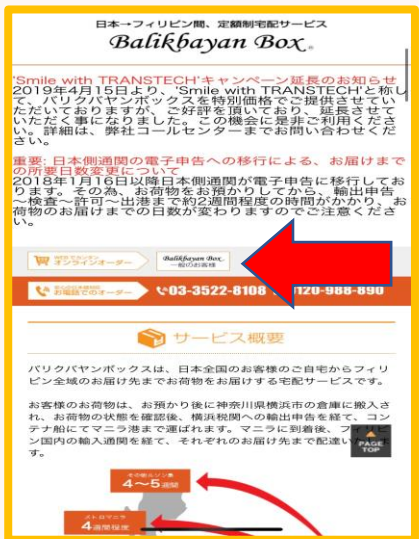 日本→フィリピン間、定額制宅配サービス
Balikbayan Box®
'Smile with TRANSTECH'キャンペーン延長のお知らせ
2019年4月15日より、'Smile with TRANSTECH'と称し
て、バリクバヤンボックスを特別価格でご提供させてい
ただいておりますが、ご好評を頂いており、延長させて
いただく事になりました。この機会に是非ご利用くださ
い。詳細は、弊社コールセンターまでお問い合わせくだ
さい。
重要: 日本側通関の電子申告への移行による、お届けまで
の所要日数変更について
2018年1月16日以降日本側通関が電子申告に移行してお
ります。その為、お荷物をお預かりしてから、輸出申告
～検査～許可～出港まで約2週間程度の時間がかかり、お
荷物のお届けまでの日数が変わりますのでご注意くださ
い。
WEBでカンタン
オンラインオーダー
Balikbayan Box
一般のお客様
お電話でのオーダー
03-3522-8108
120-988-890
サービス概要
バリクバヤンボックスは、日本全国のお客様のご自宅からフィリ
ピン全域のお届け先までお荷物をお届けする宅配サービスです。
お客様のお荷物は、お預かり後に神奈川県横浜市の倉庫に搬入さ
れ、お荷物の状態を確認後、横浜税関への輸出申告を経て、コン
テナ船にてマニラ港まで運ばれます。マニラに到着後、フィリピ
ン国内の輸入通関を経て、それぞれのお届け先まで配達いたしま
す。
PAGE
TOP
その他ルソン島
4～5週間
メトロマニラ
4週間程度